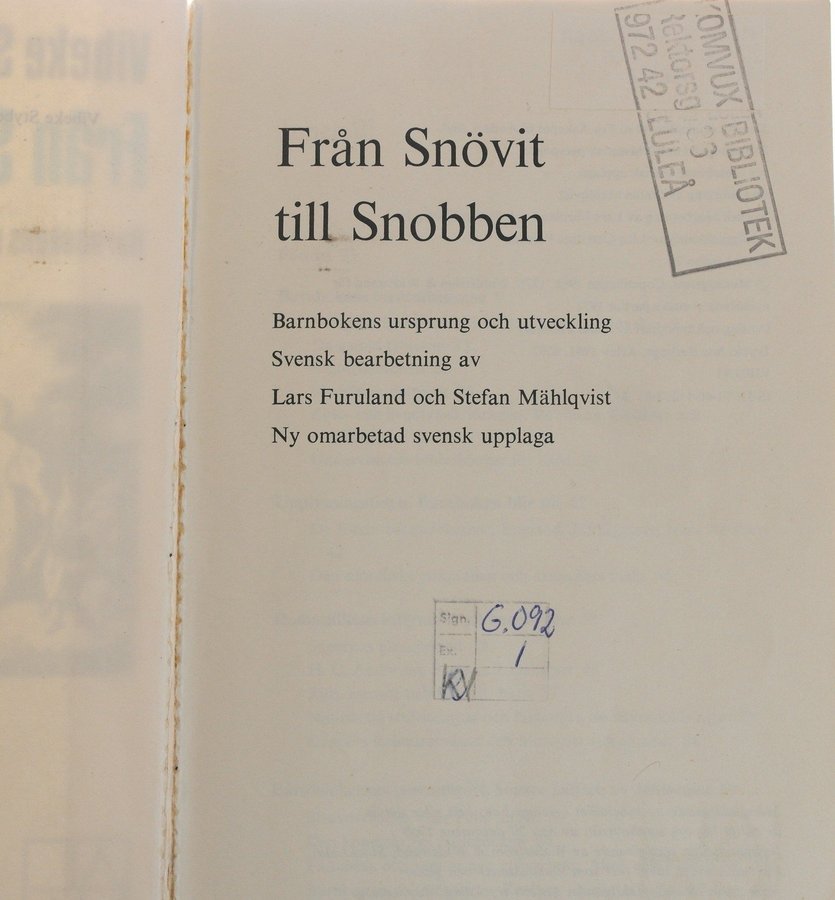 KOMVUX BIBLIOTEK
972 42 LULEÅ
Från Snövit
till Snobben
Barnbokens ursprung och utveckling
Svensk bearbetning av
Lars Furuland och Stefan Mählqvist
Ny omarbetad svensk upplaga
Sign. G.092
Ex. 1